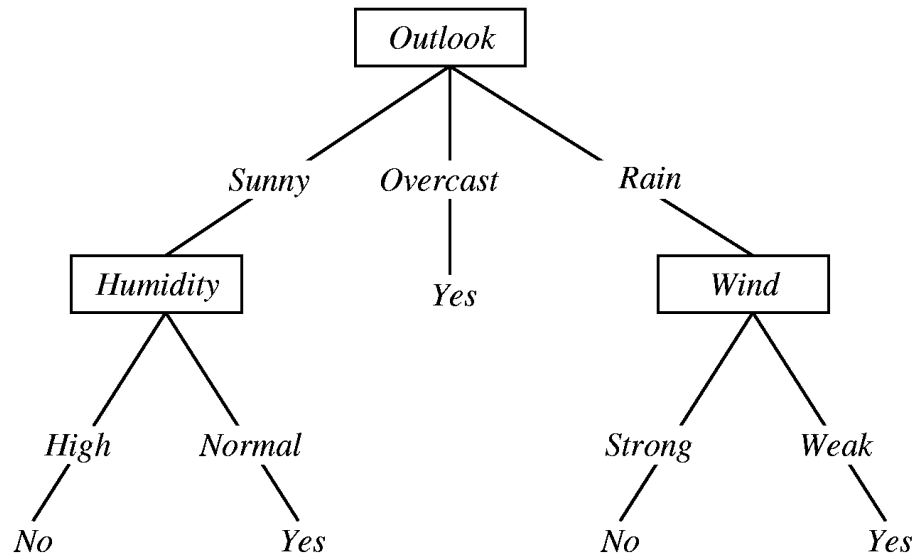 Outlook
Sunny Overcast Rain
Humidity Yes Wind
High Normal Strong Weak
No Yes No Yes